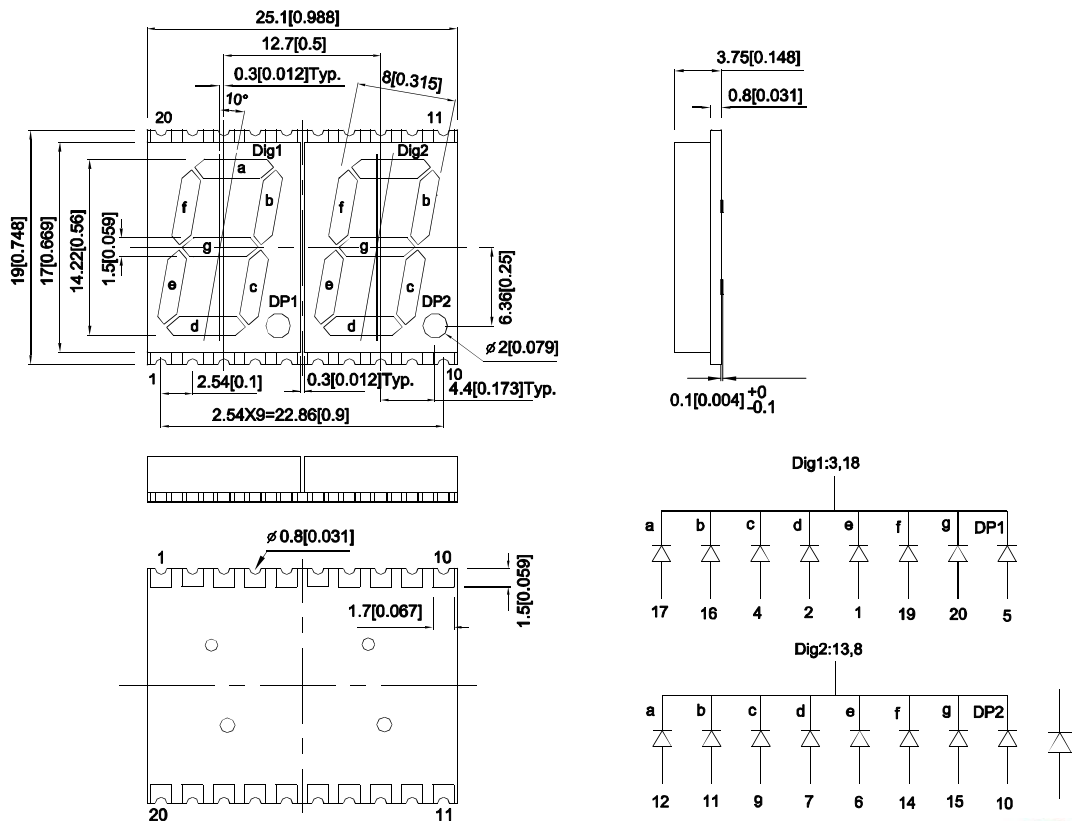 25.1[0.988]
12.7[0.5]
0.3[0.012]Typ.
8[0.315]
10°
20
11
Dig1
Dig2
a
b
f
g
e
c
d
DP1
f
b
g
e
c
d
DP2
19[0.748]
17[0.669]
14.22[0.56]
1.5[0.059]
6.36[0.25]
ø2[0.079]
1
10
2.54[0.1]
0.3[0.012]Typ.
4.4[0.173]Typ.
2.54X9=22.86[0.9]
3.75[0.148]
0.8[0.031]
0.1[0.004] +0 -0.1
ø0.8[0.031]
1
10
1.7[0.067]
1.5[0.059]
20
11
Dig1:3,18
a b c d e f g DP1
17 16 4 2 1 19 20 5
Dig2:13,8
a b c d e f g DP2
12 11 9 7 6 14 15 10